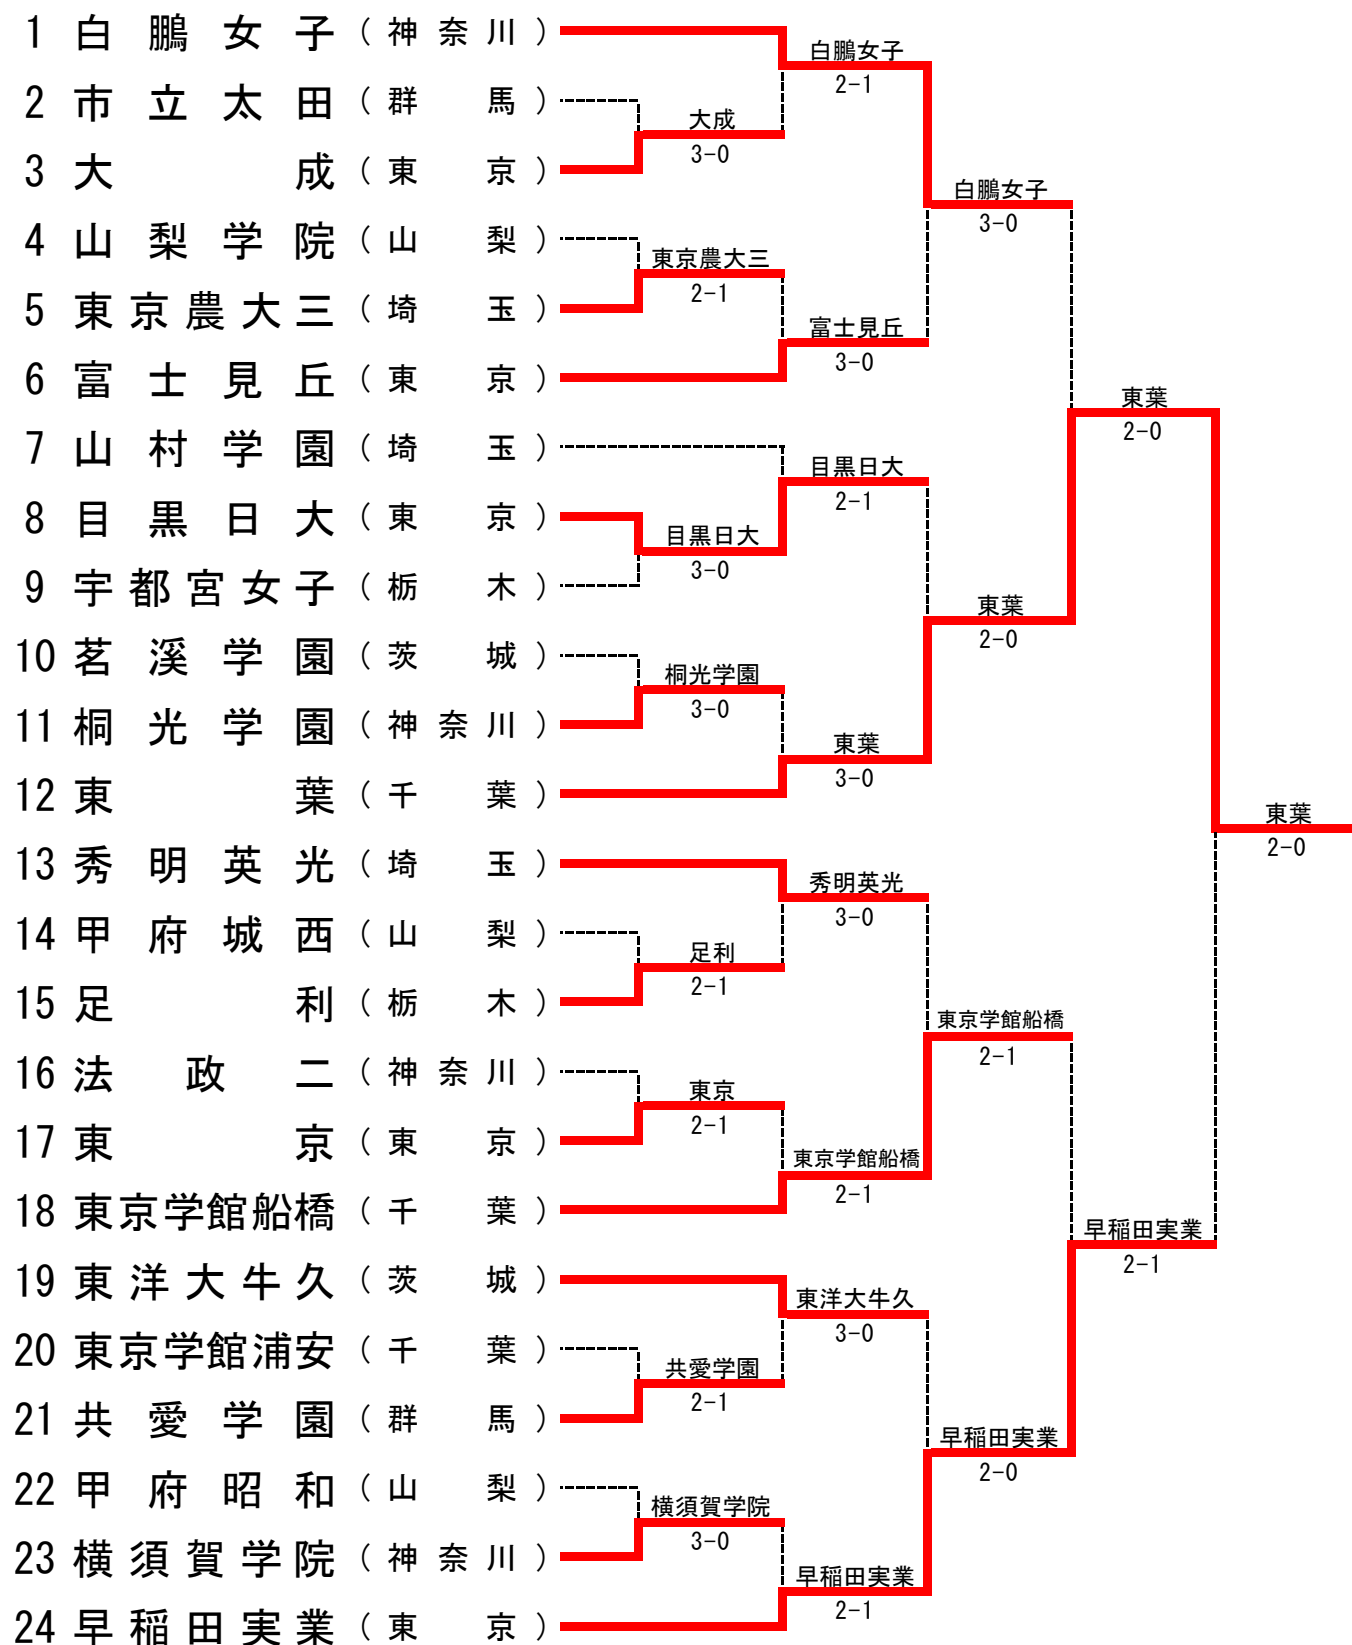 1 白鵬女子 (神奈川)
2 市立太田 (群馬)
3 大成 (東京)
4 山梨学院 (山梨)
5 東京農大三 (埼玉)
6 富士見丘 (東京)
7 山村学園 (埼玉)
8 目黒日大 (東京)
9 宇都宮女子 (栃木)
10 茗溪学園 (茨城)
11 桐光学園 (神奈川)
12 東葉 (千葉)
13 秀明英光 (埼玉)
14 甲府城西 (山梨)
15 足利 (栃木)
16 法政二 (神奈川)
17 東京 (東京)
18 東京学館船橋 (千葉)
19 東洋大牛久 (茨城)
20 東京学館浦安 (千葉)
21 共愛学園 (群馬)
22 甲府昭和 (山梨)
23 横須賀学院 (神奈川)
24 早稲田実業 (東京)
大成
3-0
東京農大三
2-1
目黒日大
3-0
桐光学園
3-0
足利
2-1
東京
2-1
共愛学園
2-1
横須賀学院
3-0
白鵬女子
2-1
富士見丘
3-0
目黒日大
2-1
東葉
3-0
秀明英光
3-0
東京学館船橋
2-1
東洋大牛久
3-0
早稲田実業
2-1
白鵬女子
3-0
東葉
2-0
東京学館船橋
2-1
早稲田実業
2-0
東葉
2-0
早稲田実業
2-1
東葉
2-0